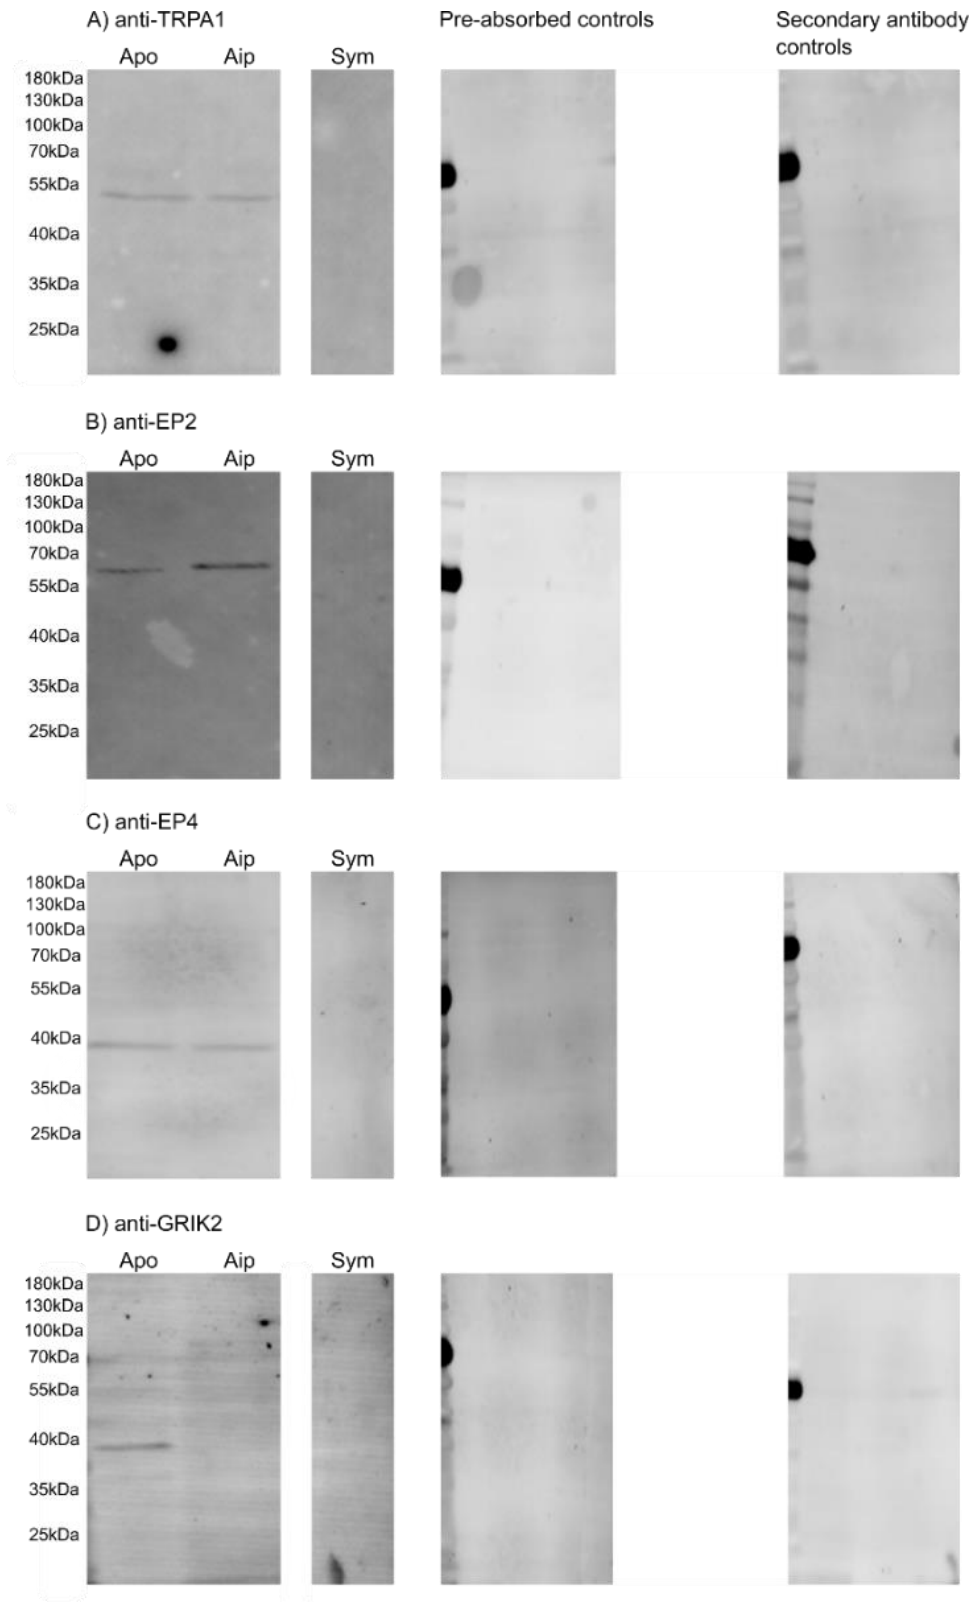 A) anti-TRPA1
Pre-absorbed controls
Secondary antibody
controls
Apo Aip Sym
180kDa
130kDa
100kDa
70kDa
55kDa
40kDa
35kDa
25kDa
B) anti-EP2
Apo Aip Sym
180kDa
130kDa
100kDa
70kDa
55kDa
40kDa
35kDa
25kDa
C) anti-EP4
Apo Aip Sym
180kDa
130kDa
100kDa
70kDa
55kDa
40kDa
35kDa
25kDa
D) anti-GRIK2
Apo Aip Sym
180kDa
130kDa
100kDa
70kDa
55kDa
40kDa
35kDa
25kDa